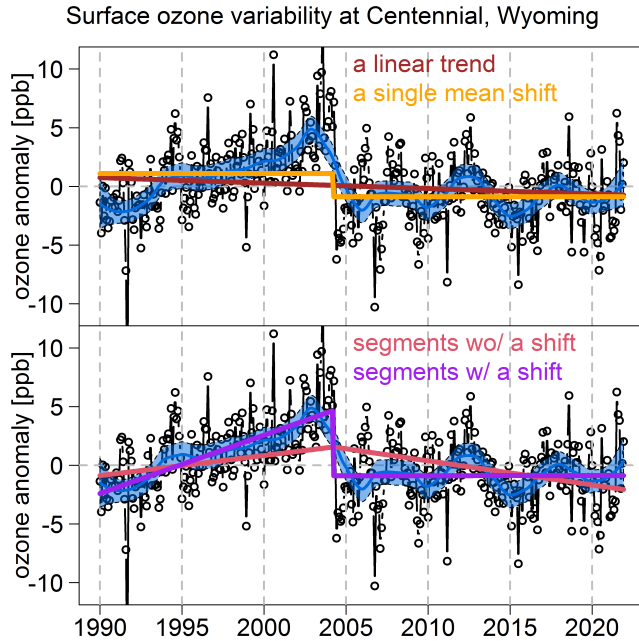 Surface ozone variability at Centennial, Wyoming
a linear trend
a single mean shift
ozone anomaly [ppb]
10
5
0
-5
-10
segments wo/ a shift
segments w/ a shift
ozone anomaly [ppb]
10
5
0
-5
-10
1990 1995 2000 2005 2010 2015 2020